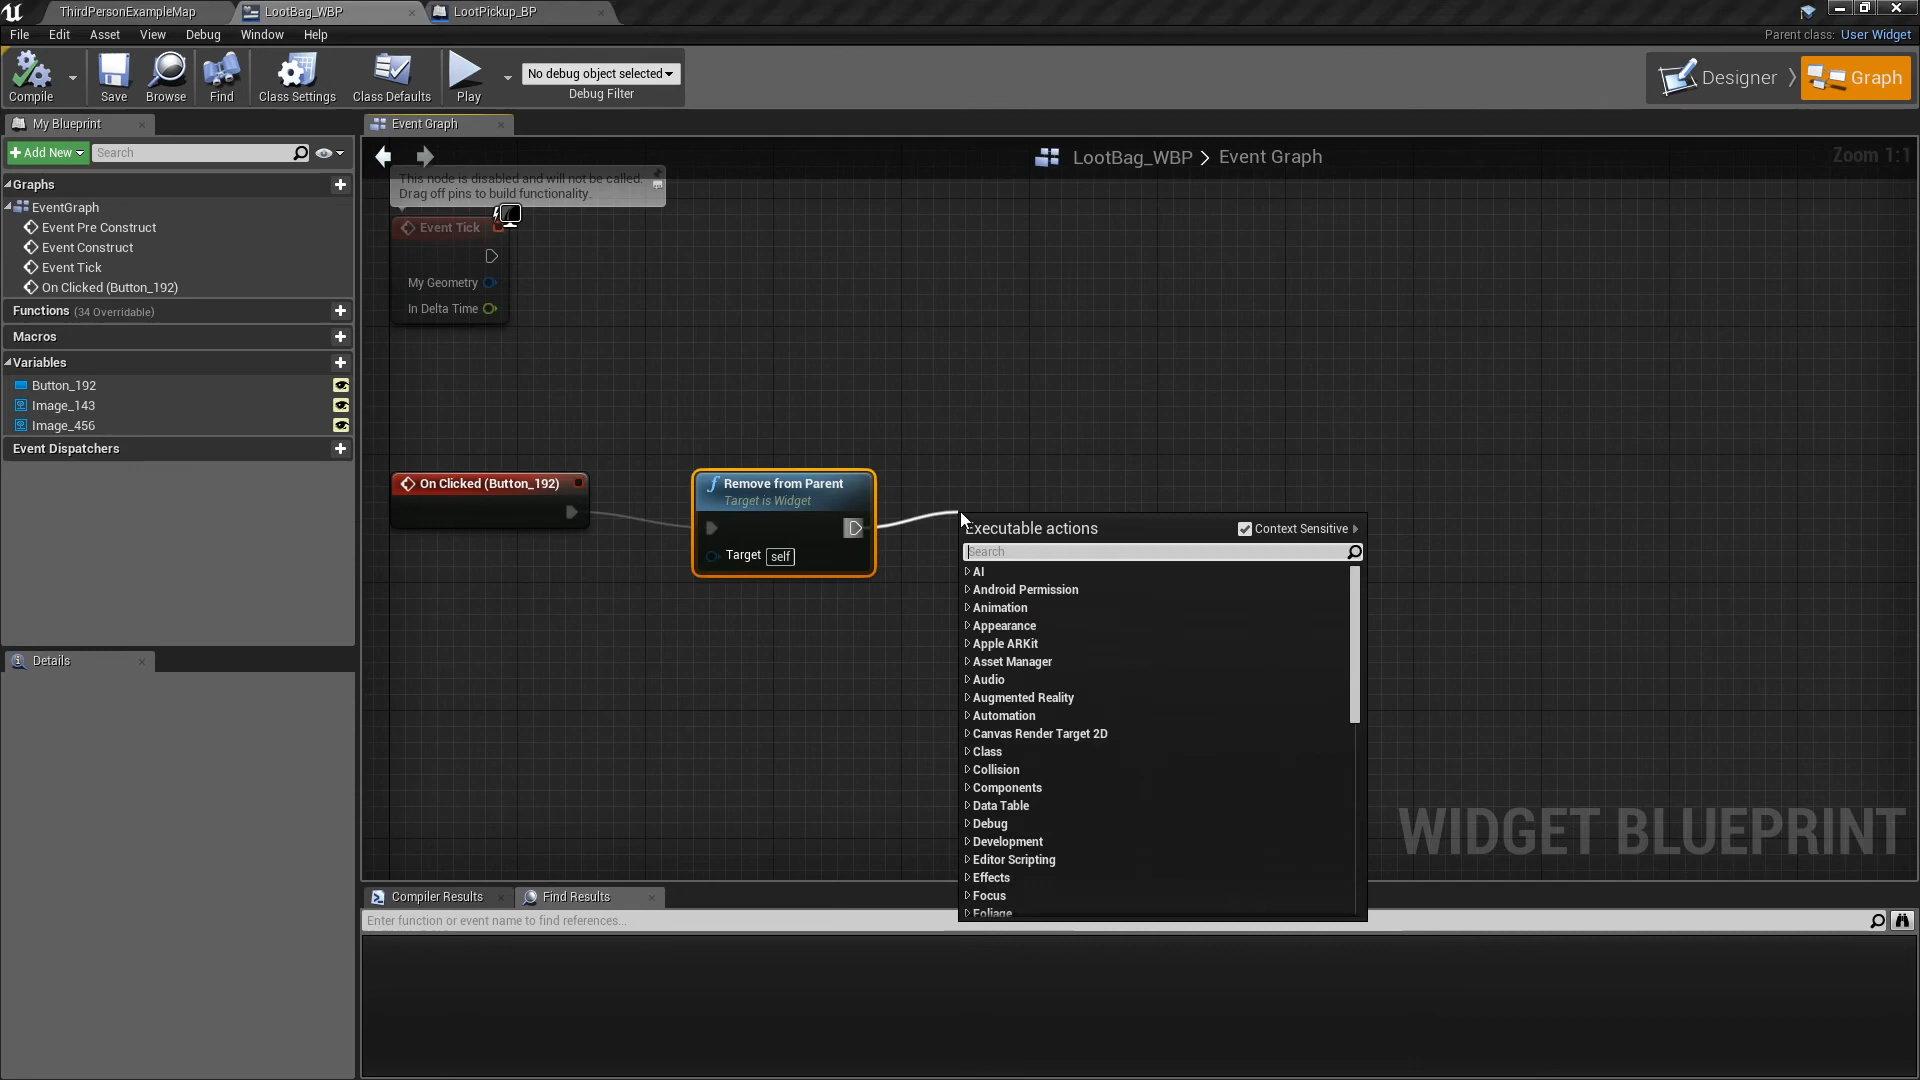 ThirdPersonExampleMap
LootBag_WBP
LootPickup_BP
File Edit Asset View Debug Window Help
Parent class: User Widget
Compile
Save
Browse
Find
Class Settings
Class Defaults
Play
No debug object selected
Debug Filter
Designer
Graph
My Blueprint
Add New
Search
Graphs
EventGraph
Event Pre Construct
Event Construct
Event Tick
On Clicked (Button_192)
Functions (34 Overridable)
Macros
Variables
Button_192
Image_143
Image_456
Event Dispatchers
Details
Event Graph
LootBag_WBP > Event Graph
Zoom 1:1
This node is disabled and will not be called.
Drag off pins to build functionality.
Event Tick
My Geometry
In Delta Time
On Clicked (Button_192)
Remove from Parent
Target is Widget
Target self
Executable actions
Context Sensitive
Search
AI
Android Permission
Animation
Appearance
Apple ARKit
Asset Manager
Audio
Augmented Reality
Automation
Canvas Render Target 2D
Class
Collision
Components
Data Table
Debug
Development
Editor Scripting
Effects
Focus
Foliage
WIDGET BLUEPRINT
Compiler Results
Find Results
Enter function or event name to find references...